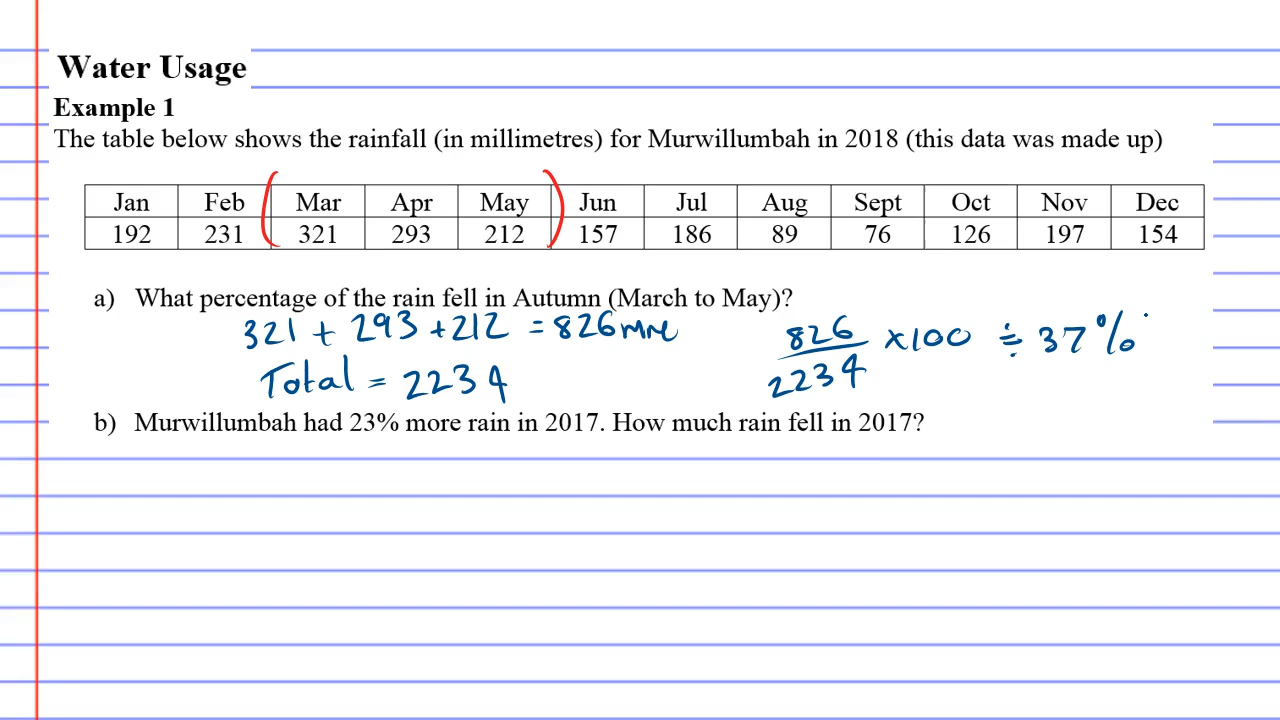 Water Usage
Example 1
The table below shows the rainfall (in millimetres) for Murwillumbah in 2018 (this data was made up)
Jan Feb Mar Apr May Jun Jul Aug Sept Oct Nov Dec
192 231 321 293 212 157 186 89 76 126 197 154
a) What percentage of the rain fell in Autumn (March to May)?
321 + 293 + 212 = 826mm
826/2234 × 100 ≑ 37%
Total = 2234
b) Murwillumbah had 23% more rain in 2017. How much rain fell in 2017?